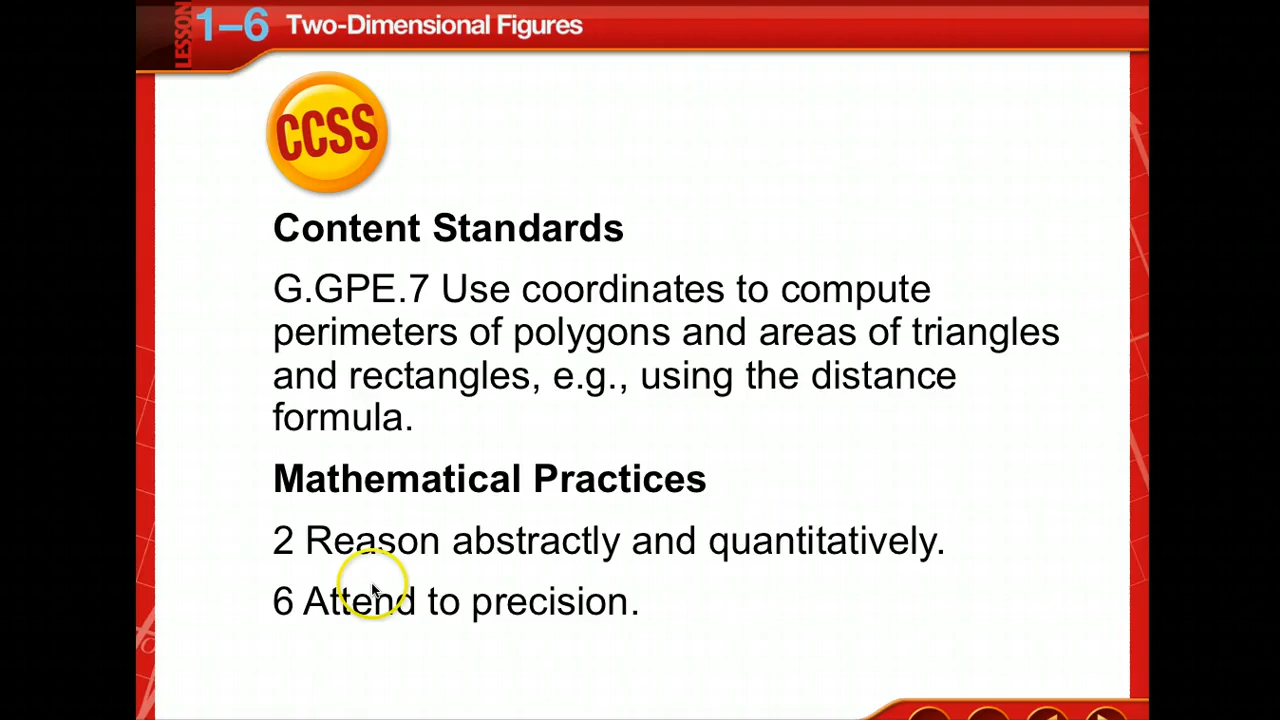 LESSON 1–6 Two-Dimensional Figures
CCSS
Content Standards
G.GPE.7 Use coordinates to compute
perimeters of polygons and areas of triangles
and rectangles, e.g., using the distance
formula.
Mathematical Practices
2 Reason abstractly and quantitatively.
6 Attend to precision.